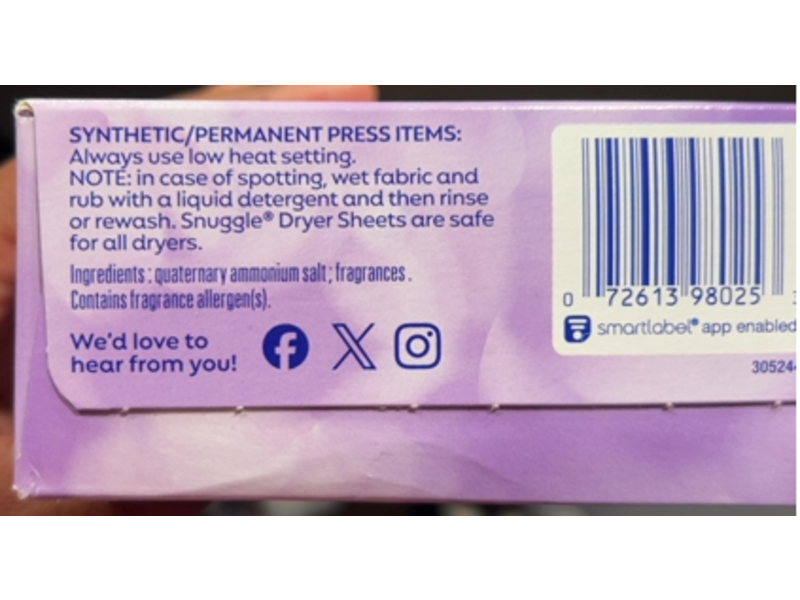 SYNTHETIC/PERMANENT PRESS ITEMS:
Always use low heat setting.
NOTE: in case of spotting, wet fabric and
rub with a liquid detergent and then rinse
or rewash. Snuggle® Dryer Sheets are safe
for all dryers.
Ingredients : quaternary ammonium salt ; fragrances .
Contains fragrance allergen(s).
We'd love to
hear from you!
0 72613 98025
smartlabel® app enabled
30524